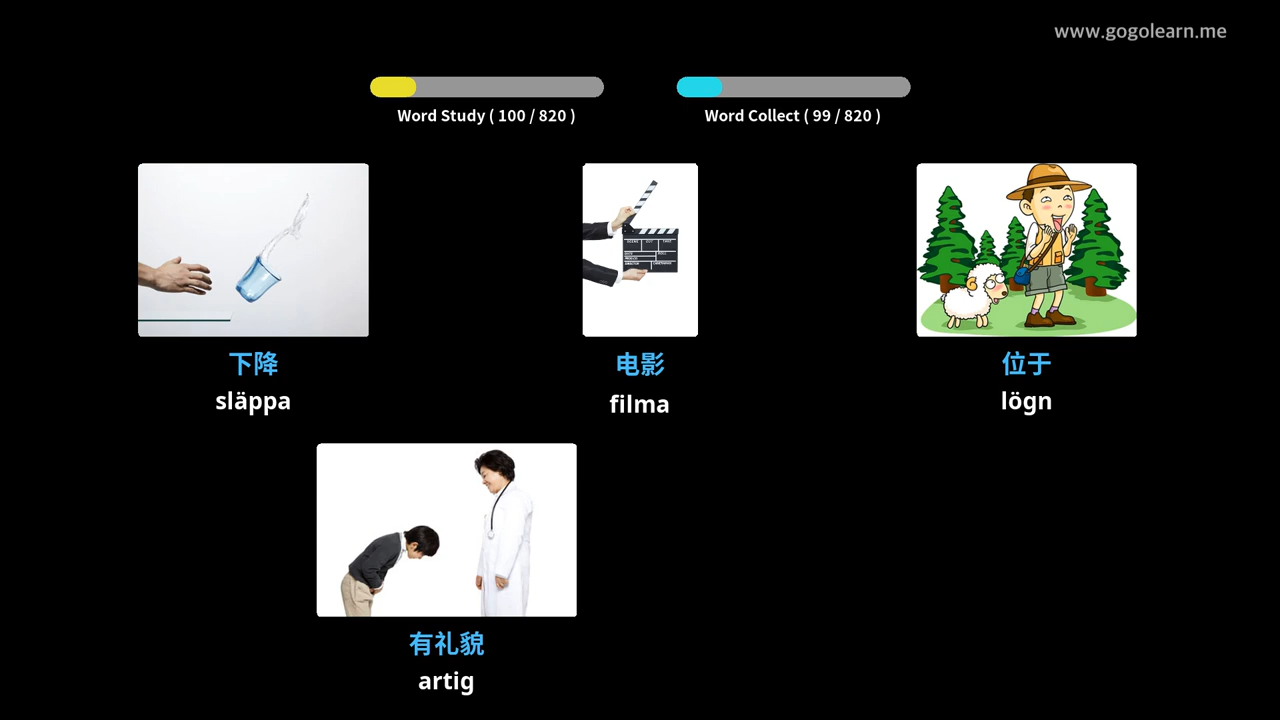 www.gogolearn.me
Word Study ( 100 / 820 )
Word Collect ( 99 / 820 )
下降
släppa
电影
filma
位于
lögn
有礼貌
artig